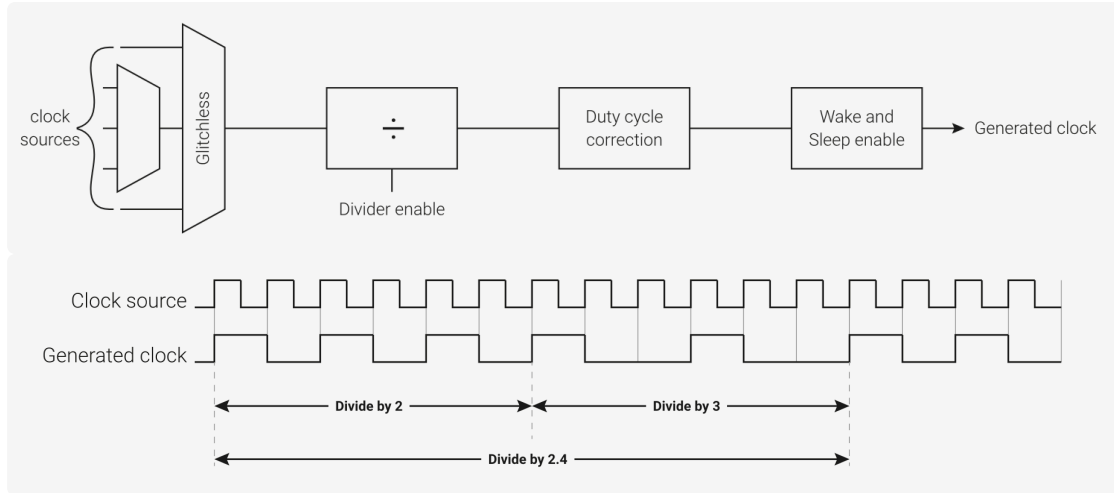 clock
sources
Glitchless
÷
Divider enable
Duty cycle
correction
Wake and
Sleep enable
Generated clock
Clock source
Generated clock
Divide by 2
Divide by 3
Divide by 2.4